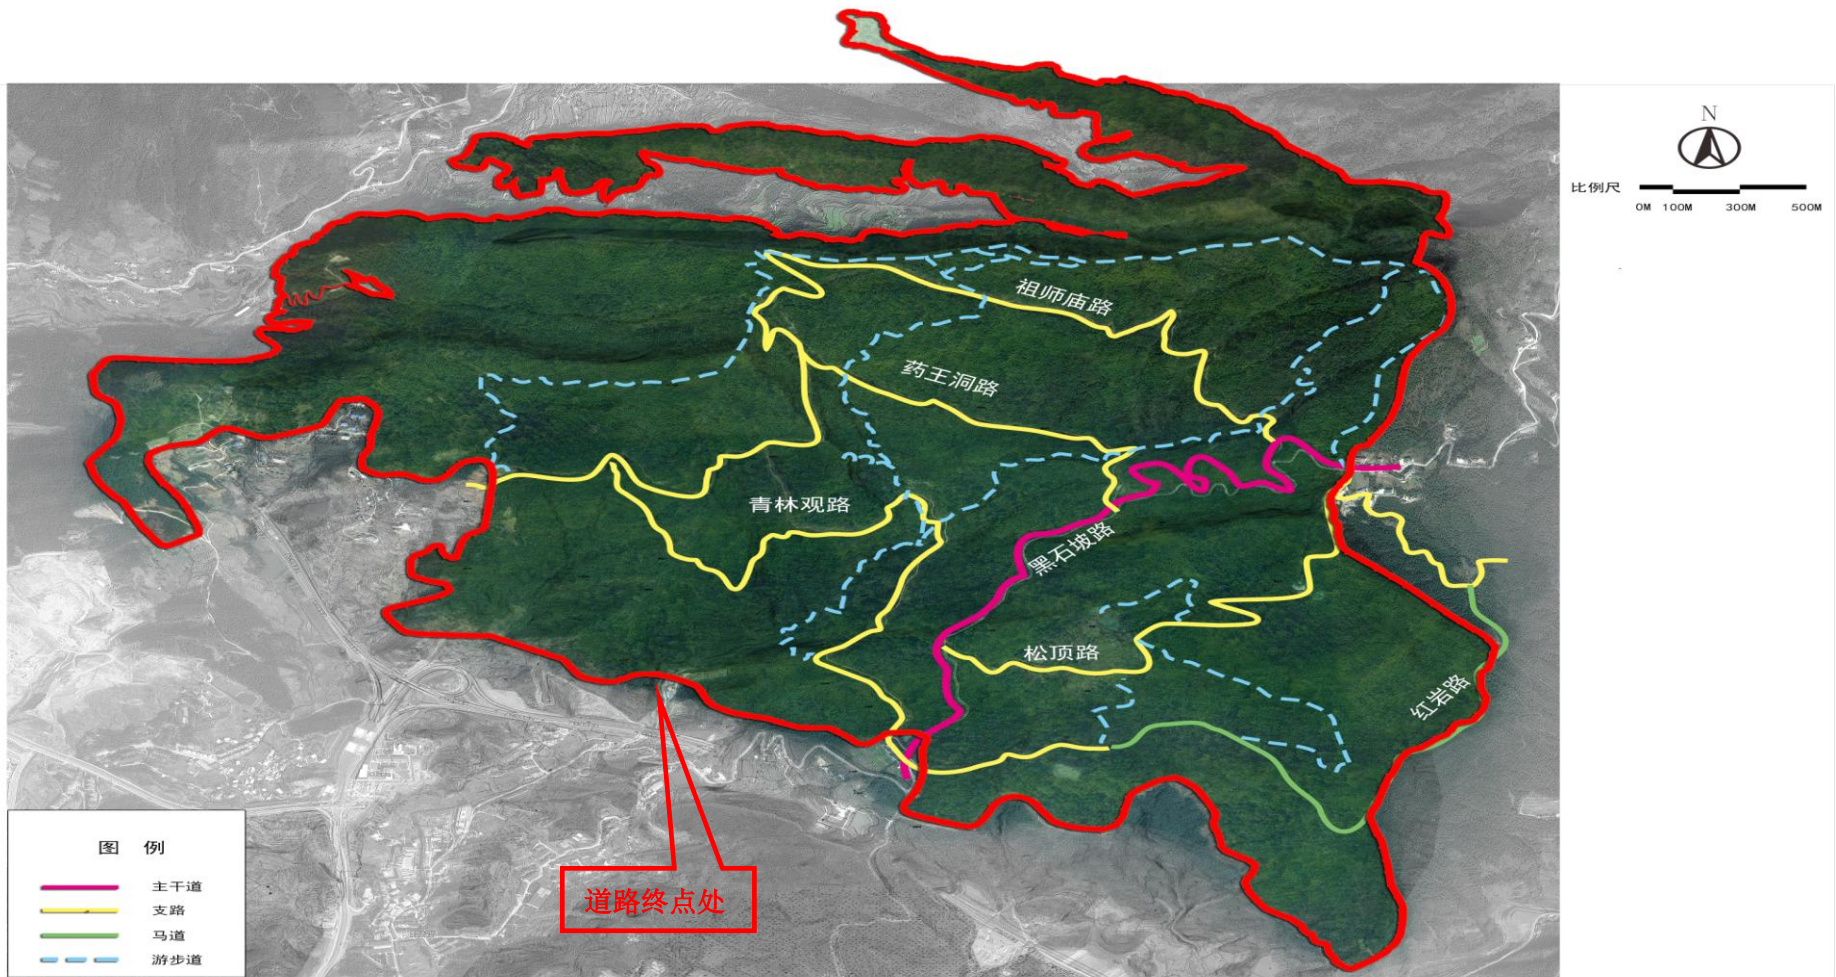 N
比例尺
0M 100M 300M 500M
祖师庙路
药王洞路
青林观路
黑石坡路
松顶路
红岩路
道路终点处
图 例
主干道
支路
马道
游步道